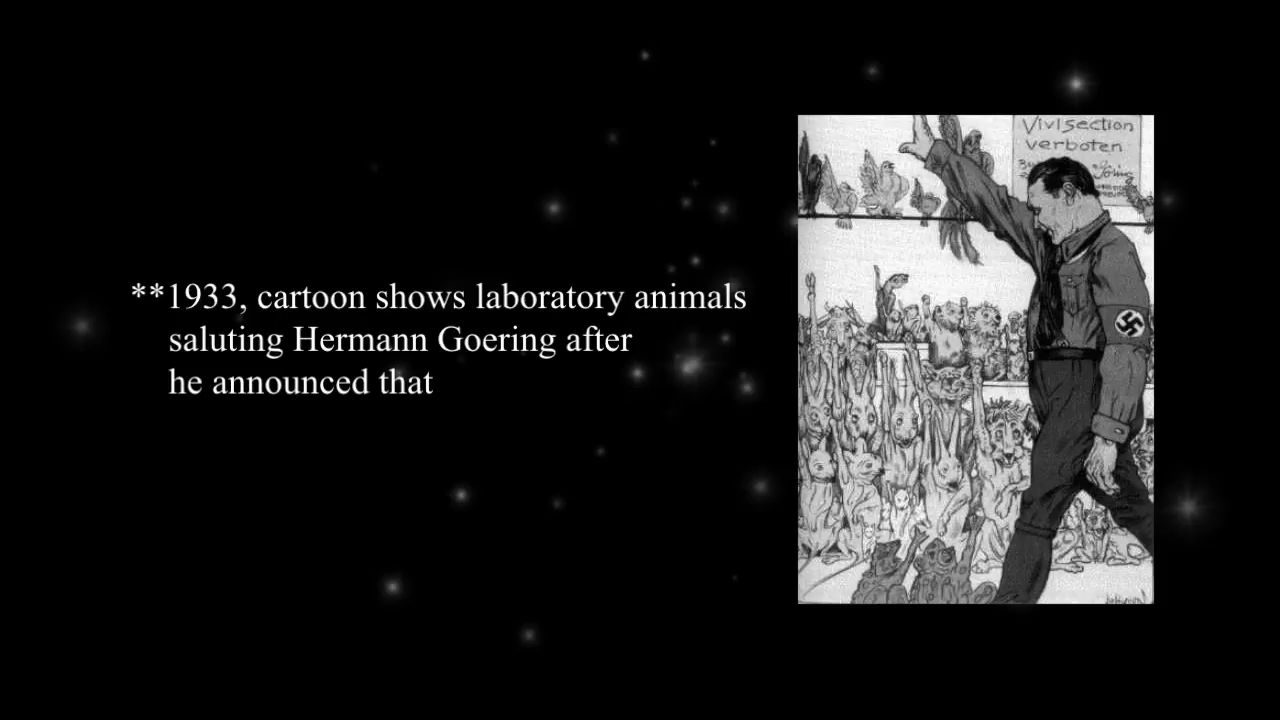 **1933, cartoon shows laboratory animals
saluting Hermann Goering after
he announced that
Vivisection
verboten